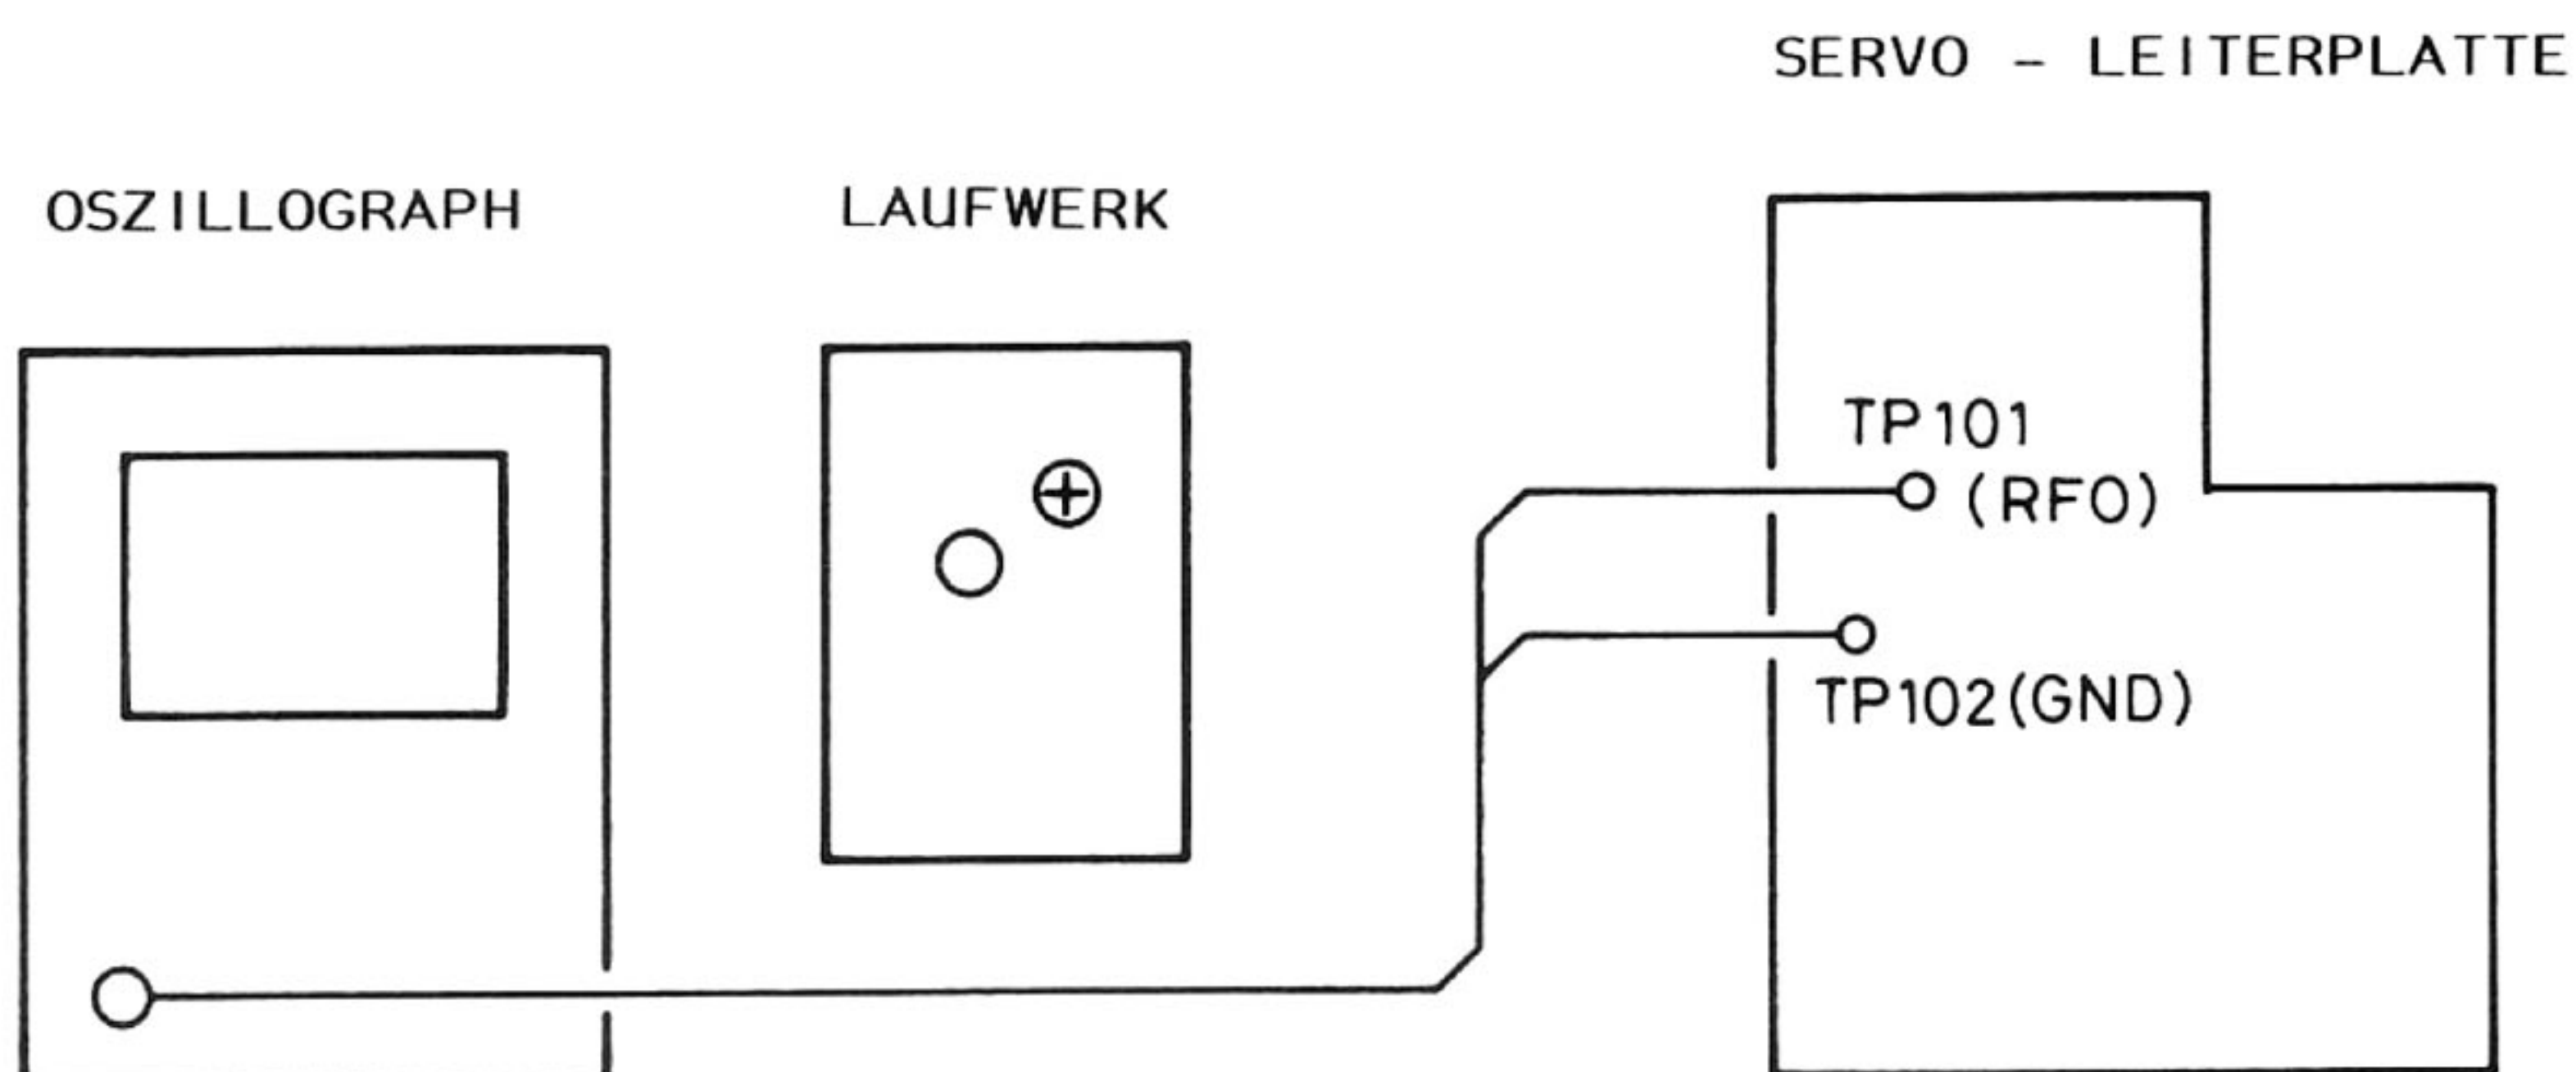 SERVO - LEITERPLATTE
OSZILLOGRAPH
LAUFWERK
TP101
(RFO)
TP102(GND)